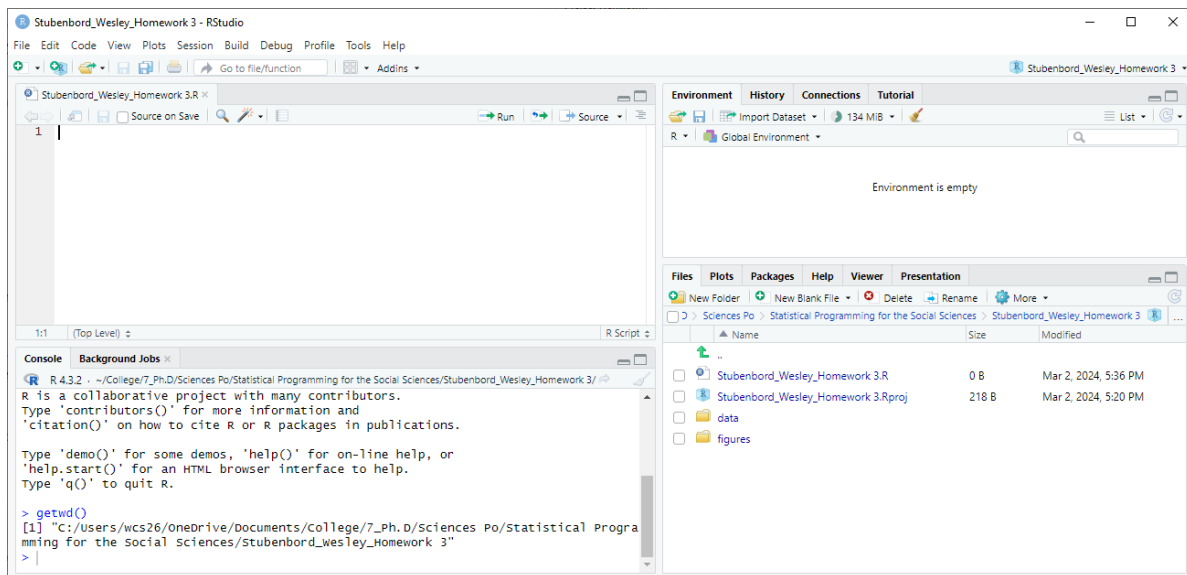 Stubenbord_Wesley_Homework 3 - RStudio
File Edit Code View Plots Session Build Debug Profile Tools Help
Go to file/function Addins Stubenbord_Wesley_Homework 3
Stubenbord_Wesley_Homework 3.R
Source on Save Run Source
1
1:1 (Top Level) R Script
Console Background Jobs
R 4.3.2 · ~/College/7_Ph.D/Sciences Po/Statistical Programming for the Social Sciences/Stubenbord_Wesley_Homework 3/
R is a collaborative project with many contributors.
Type 'contributors()' for more information and
'citation()' on how to cite R or R packages in publications.
Type 'demo()' for some demos, 'help()' for on-line help, or
'help.start()' for an HTML browser interface to help.
Type 'q()' to quit R.
> getwd()
[1] "C:/Users/wcs26/OneDrive/Documents/College/7_Ph.D/Sciences Po/Statistical Progra
mming for the Social Sciences/Stubenbord_Wesley_Homework 3"
>
Environment History Connections Tutorial
Import Dataset 134 MiB List
R Global Environment
Environment is empty
Files Plots Packages Help Viewer Presentation
New Folder New Blank File Delete Rename More
> Sciences Po > Statistical Programming for the Social Sciences > Stubenbord_Wesley_Homework 3 ...
Name Size Modified
..
Stubenbord_Wesley_Homework 3.R 0 B Mar 2, 2024, 5:36 PM
Stubenbord_Wesley_Homework 3.Rproj 218 B Mar 2, 2024, 5:20 PM
data
figures